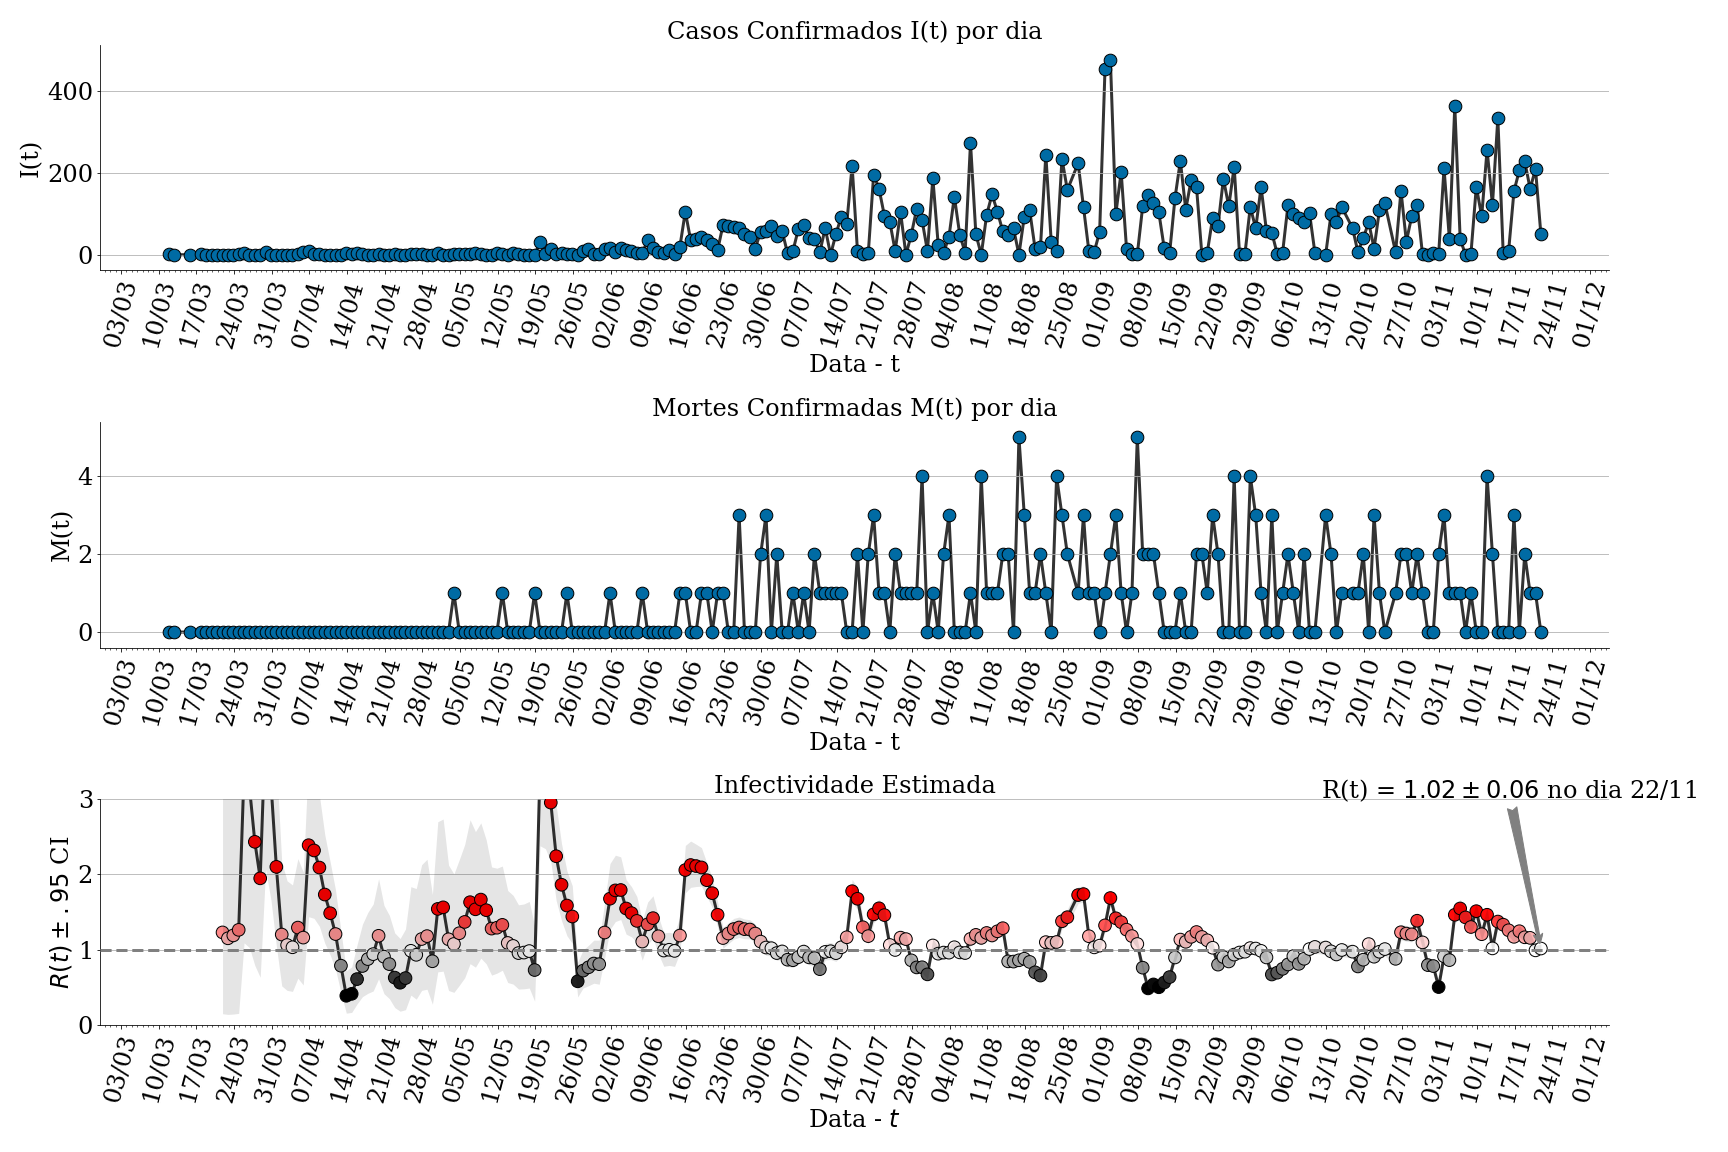 Casos Confirmados I(t) por dia
I(t)
400
200
0
03/03 10/03 17/03 24/03 31/03 07/04 14/04 21/04 28/04 05/05 12/05 19/05 26/05 02/06 09/06 16/06 23/06 30/06 07/07 14/07 21/07 28/07 04/08 11/08 18/08 25/08 01/09 08/09 15/09 22/09 29/09 06/10 13/10 20/10 27/10 03/11 10/11 17/11 24/11 01/12
Data - t
Mortes Confirmadas M(t) por dia
M(t)
4
2
0
03/03 10/03 17/03 24/03 31/03 07/04 14/04 21/04 28/04 05/05 12/05 19/05 26/05 02/06 09/06 16/06 23/06 30/06 07/07 14/07 21/07 28/07 04/08 11/08 18/08 25/08 01/09 08/09 15/09 22/09 29/09 06/10 13/10 20/10 27/10 03/11 10/11 17/11 24/11 01/12
Data - t
Infectividade Estimada
R(t) = 1.02 ± 0.06 no dia 22/11
R(t) ± .95 CI
3
2
1
0
03/03 10/03 17/03 24/03 31/03 07/04 14/04 21/04 28/04 05/05 12/05 19/05 26/05 02/06 09/06 16/06 23/06 30/06 07/07 14/07 21/07 28/07 04/08 11/08 18/08 25/08 01/09 08/09 15/09 22/09 29/09 06/10 13/10 20/10 27/10 03/11 10/11 17/11 24/11 01/12
Data - t